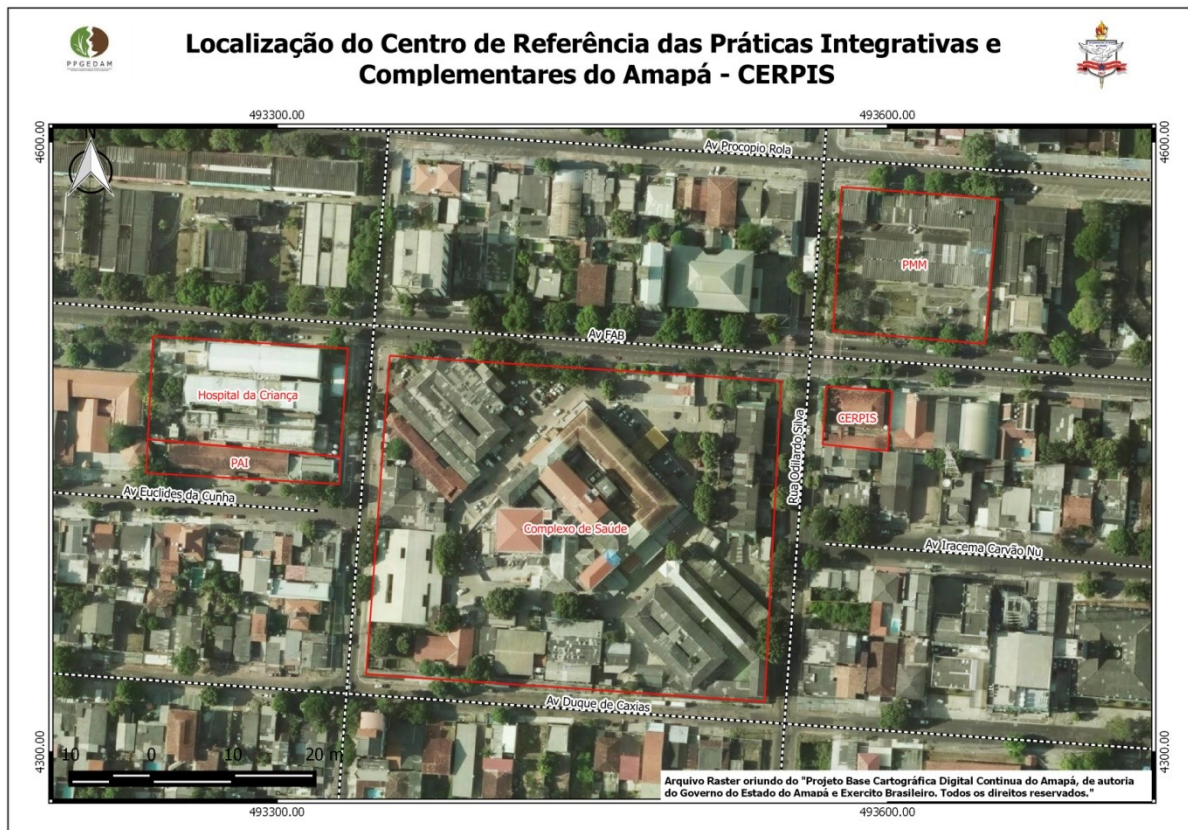 PPGEDAM
Localização do Centro de Referência das Práticas Integrativas e
Complementares do Amapá - CERPIS
493300.00
493600.00
4600.00
4600.00
N
Av Procopio Rola
PMM
Av FAB
Hospital da Criança
CERPIS
Rua Odilardo Silva
PAI
Av Euclides da Cunha
Complexo de Saúde
Av Iracema Carvão Nu
Av Duque de Caxias
10 0 10 20 m
4300.00
4300.00
Arquivo Raster oriundo do "Projeto Base Cartográfica Digital Continua do Amapá, de autoria
do Governo do Estado do Amapá e Exercito Brasileiro. Todos os direitos reservados."
493300.00
493600.00